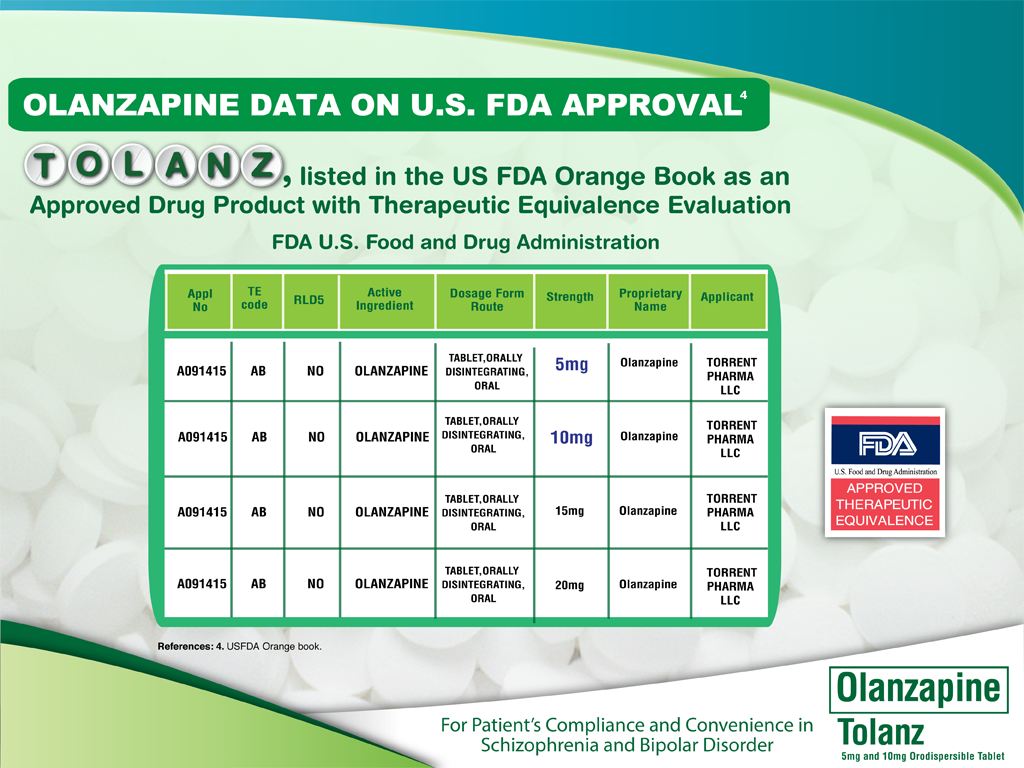 OLANZAPINE DATA ON U.S. FDA APPROVAL4
TOLANZ, listed in the US FDA Orange Book as an
Approved Drug Product with Therapeutic Equivalence Evaluation
FDA U.S. Food and Drug Administration
Appl No TE code RLD5 Active Ingredient Dosage Form Route Strength Proprietary Name Applicant
A091415 AB NO OLANZAPINE TABLET,ORALLY DISINTEGRATING, ORAL 5mg Olanzapine TORRENT PHARMA LLC
A091415 AB NO OLANZAPINE TABLET,ORALLY DISINTEGRATING, ORAL 10mg Olanzapine TORRENT PHARMA LLC
A091415 AB NO OLANZAPINE TABLET,ORALLY DISINTEGRATING, ORAL 15mg Olanzapine TORRENT PHARMA LLC
A091415 AB NO OLANZAPINE TABLET,ORALLY DISINTEGRATING, ORAL 20mg Olanzapine TORRENT PHARMA LLC
FDA
U.S. Food and Drug Administration
APPROVED
THERAPEUTIC
EQUIVALENCE
References: 4. USFDA Orange book.
For Patient's Compliance and Convenience in
Schizophrenia and Bipolar Disorder
Olanzapine
Tolanz
5mg and 10mg Orodispersible Tablet